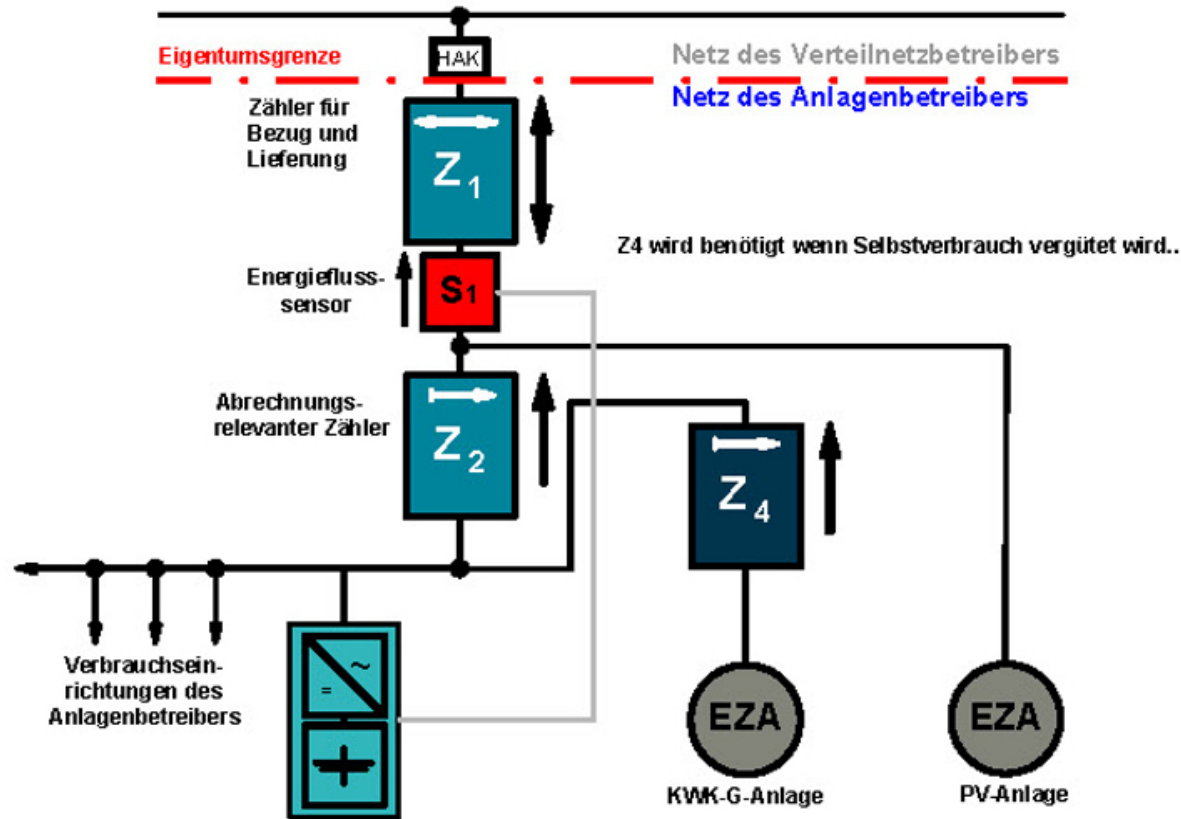 Eigentumsgrenze
HAK
Netz des Verteilnetzbetreibers
Netz des Anlagenbetreibers
Zähler für
Bezug und
Lieferung
Z1
Z4 wird benötigt wenn Selbstverbrauch vergütet wird..
Energiefluss-
sensor
S1
Abrechnungs-
relevanter Zähler
Z2
Z4
Verbrauchsein-
richtungen des
Anlagenbetreibers
~
=
EZA
EZA
KWK-G-Anlage
PV-Anlage